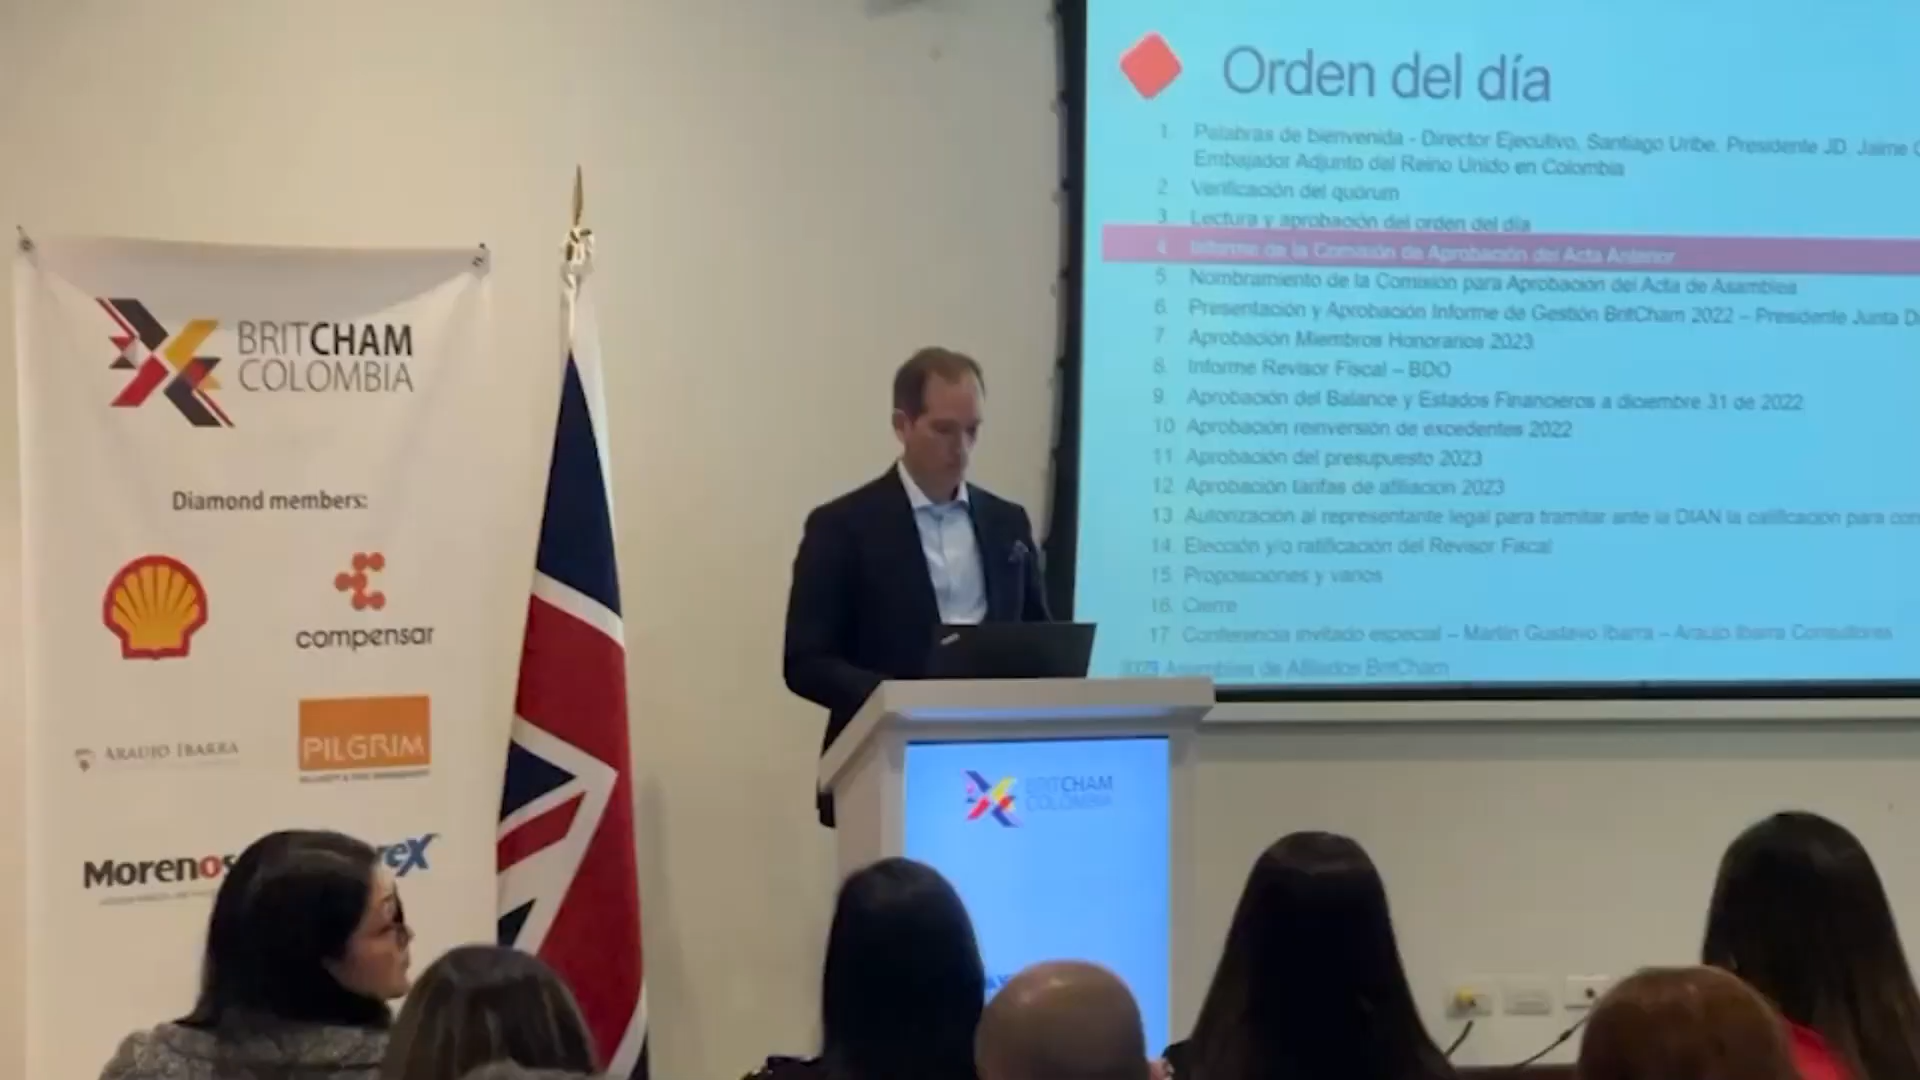 BRITCHAM
COLOMBIA
Diamond members:
compensar
ARAUJO IBARRA
PILGRIM
Morenos
Orden del día
1. Palabras de bienvenida - Director Ejecutivo, Santiago Uribe, Presidente JD, Jaime
Embajador Adjunto del Reino Unido en Colombia
2. Verificación del quorum
3. Lectura y aprobación del orden del día
4. Informe de la Comisión de Aprobación del Acta Anterior
5. Nombramiento de la Comisión para Aprobación del Acta de Asamblea
6. Presentación y Aprobación Informe de Gestión BritCham 2022 – Presidente Junta
7. Aprobación Miembros Honorarios 2023
8. Informe Revisor Fiscal – BDO
9. Aprobación del Balance y Estados Financieros a diciembre 31 de 2022
10. Aprobación reinversión de excedentes 2022
11. Aprobación del presupuesto 2023
12. Aprobación tarifas de afiliación 2023
13. Autorización al representante legal para tramitar ante la DIAN la calificación para
14. Elección y/o ratificación del Revisor Fiscal
15. Proposiciones y varios
16. Cierre
17. Conferencia invitado especial – Martín Gustavo Ibarra – Araujo Ibarra Consultores
2023 Asamblea de Afiliados BritCham
BRITCHAM
COLOMBIA